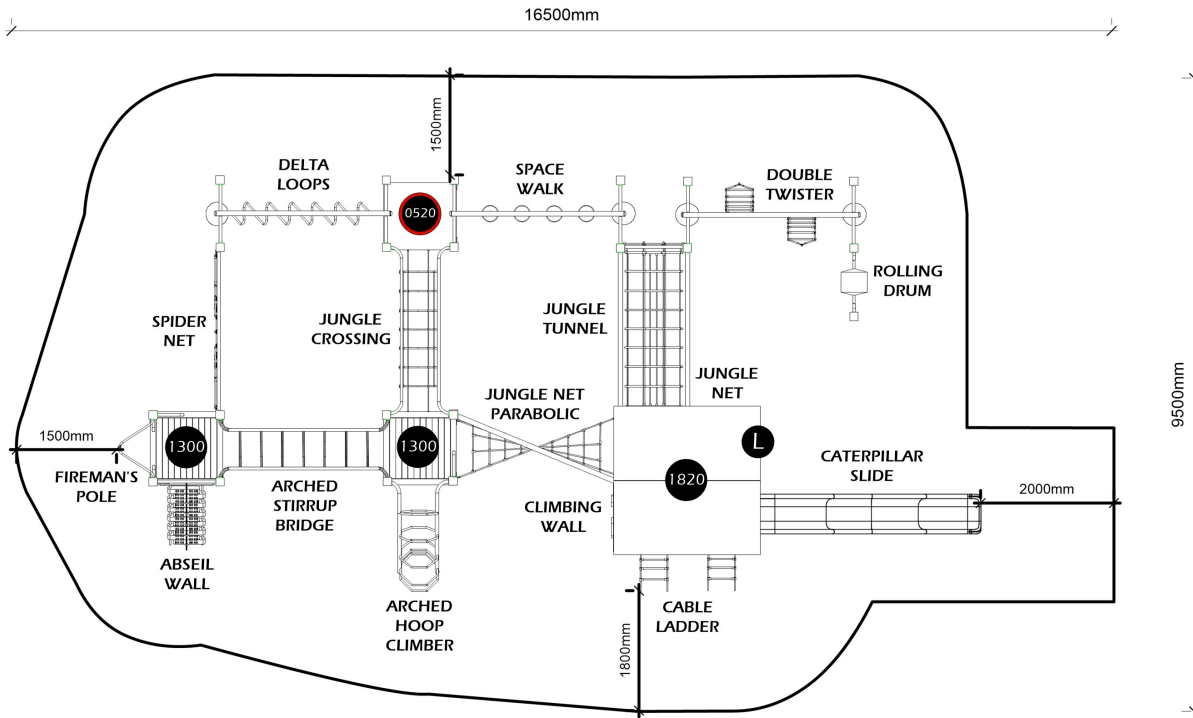 16500mm
1500mm
DELTA
LOOPS
SPACE
WALK
DOUBLE
TWISTER
0520
ROLLING
DRUM
SPIDER
NET
JUNGLE
CROSSING
JUNGLE
TUNNEL
JUNGLE
NET
JUNGLE NET
PARABOLIC
9500mm
1500mm
1300
1300
L
1820
FIREMAN'S
POLE
ARCHED
STIRRUP
BRIDGE
CLIMBING
WALL
CATERPILLAR
SLIDE
2000mm
ABSEIL
WALL
ARCHED
HOOP
CLIMBER
CABLE
LADDER
1800mm